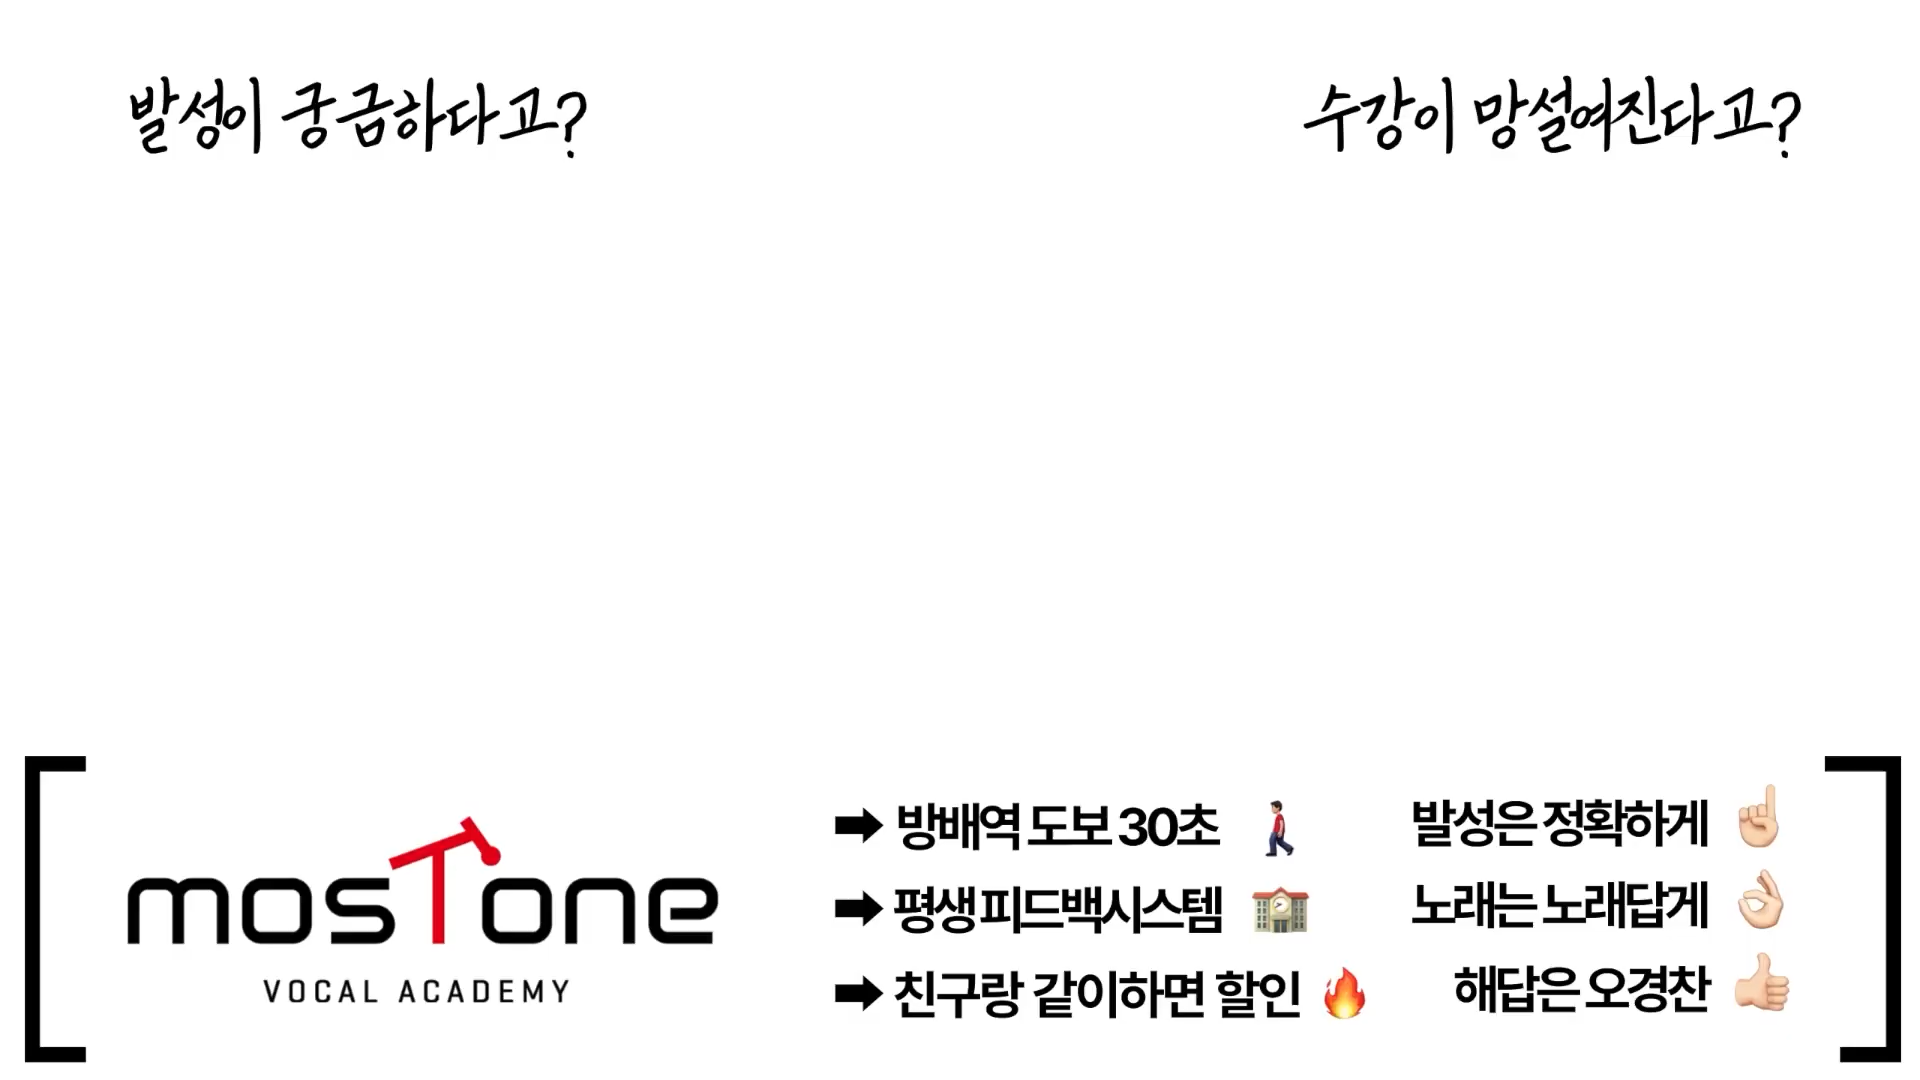 발성이 궁금하다고?
수강이 망설여진다고?
mosTone
VOCAL ACADEMY
➡ 방배역 도보 30초 🚶
➡ 평생 피드백시스템 🏫
➡ 친구랑 같이하면 할인 🔥
발성은 정확하게 ☝🏻
노래는 노래답게 👌🏻
해답은 오경찬 👍🏻